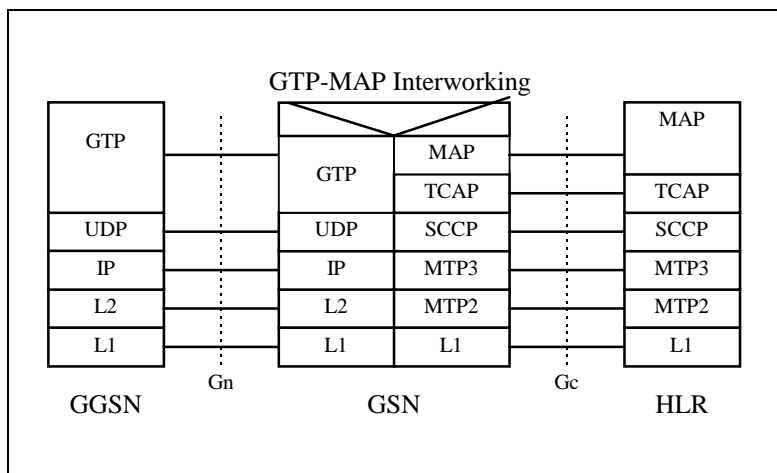 GTP-MAP Interworking
GTP
GTP
MAP
MAP
TCAP
TCAP
UDP
UDP
SCCP
SCCP
IP
IP
MTP3
MTP3
L2
L2
MTP2
MTP2
L1
L1
L1
L1
Gn
Gc
GGSN
GSN
HLR